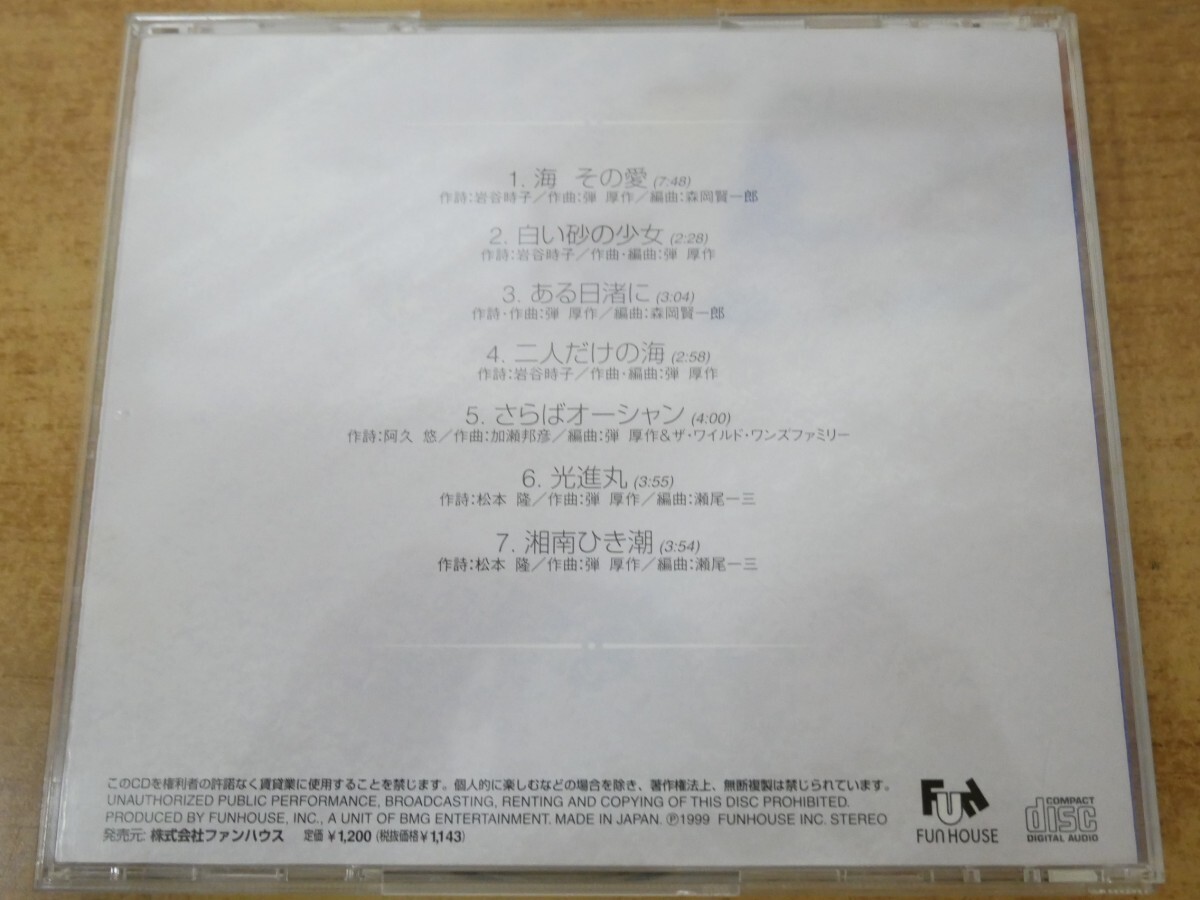 1. 海 その愛 (7:48)
作詩：岩谷時子／作曲：弾 厚作／編曲：森岡賢一郎
2. 白い砂の少女 (2:28)
作詩：岩谷時子／作曲・編曲：弾 厚作
3. ある日渚に (3:04)
作詩・作曲：弾 厚作／編曲：森岡賢一郎
4. 二人だけの海 (2:58)
作詩：岩谷時子／作曲・編曲：弾 厚作
5. さらばオーシャン (4:00)
作詩：阿久 悠／作曲：加瀬邦彦／編曲：弾 厚作＆ザ・ワイルド・ワンズファミリー
6. 光進丸 (3:55)
作詩：松本 隆／作曲：弾 厚作／編曲：瀬尾一三
7. 湘南ひき潮 (3:54)
作詩：松本 隆／作曲：弾 厚作／編曲：瀬尾一三
このCDを権利者の許諾なく賃貸業に使用することを禁じます。個人的に楽しむなどの場合を除き、著作権法上、無断複製は禁じられています。
UNAUTHORIZED PUBLIC PERFORMANCE, BROADCASTING, RENTING AND COPYING OF THIS DISC PROHIBITED.
PRODUCED BY FUNHOUSE, INC., A UNIT OF BMG ENTERTAINMENT. MADE IN JAPAN. ℗1999 FUNHOUSE INC. STEREO
発売元: 株式会社ファンハウス 定価 ¥1,200 (税抜価格¥1,143)
FUN
FUN HOUSE
COMPACT
disc
DIGITAL AUDIO